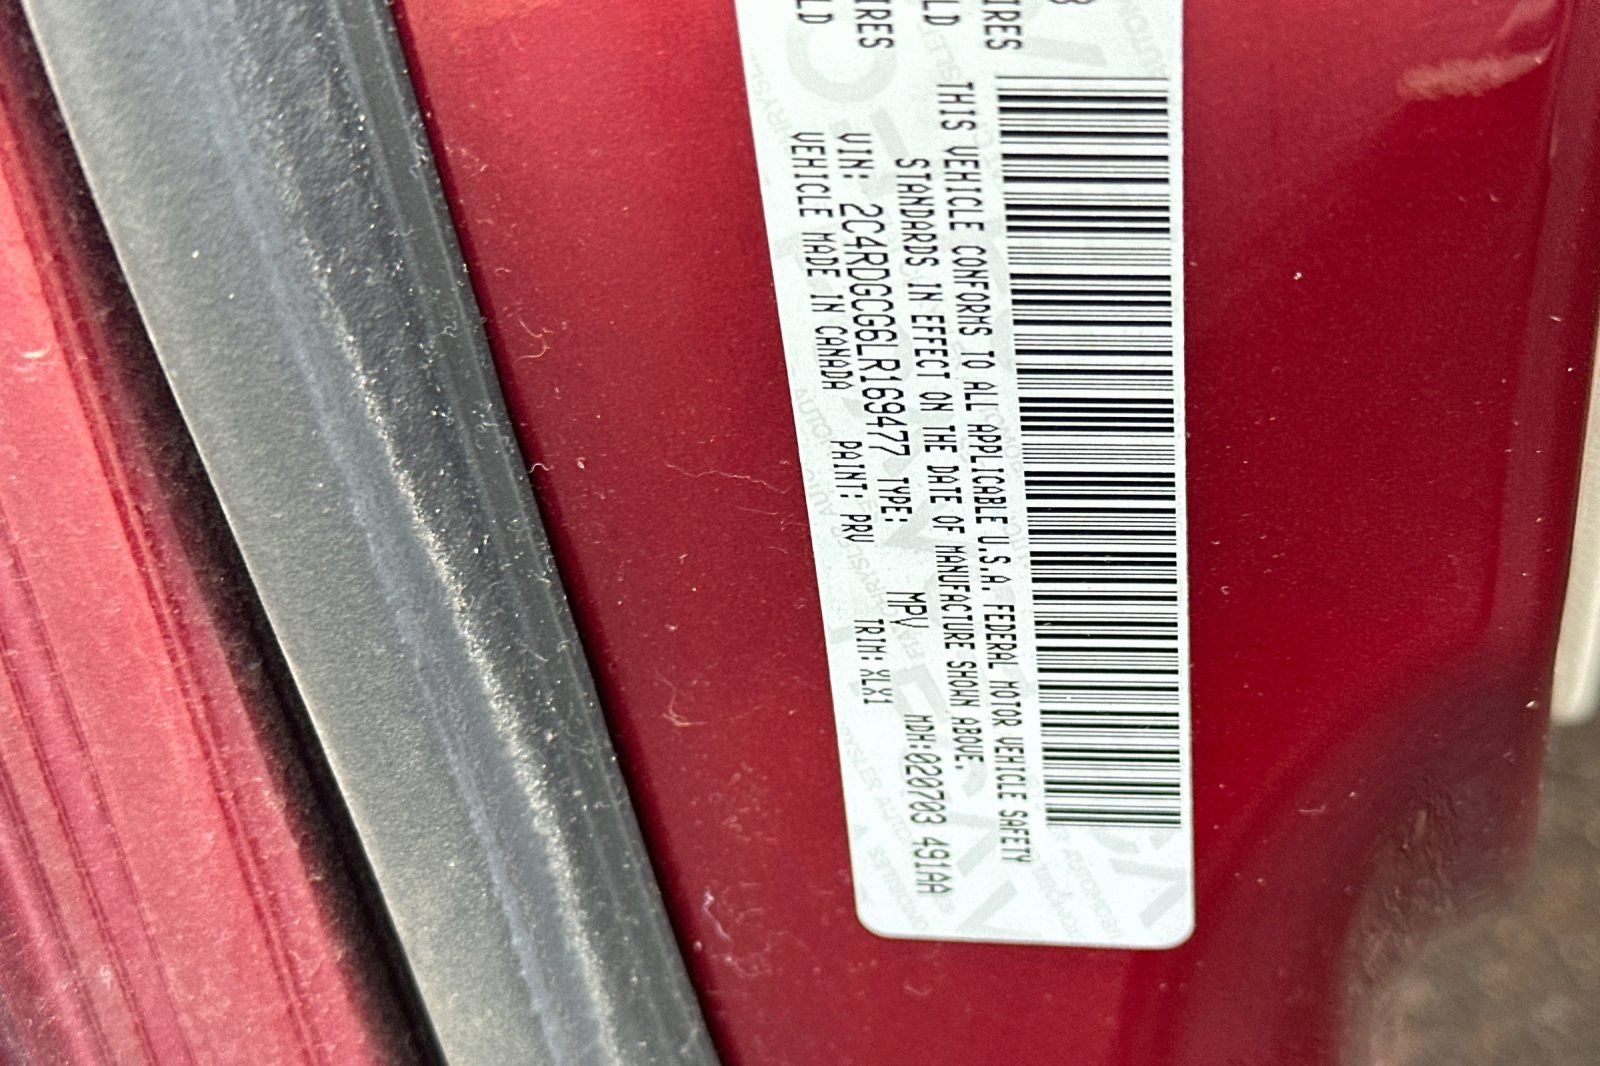 IRES
LD
IRES
LD
THIS VEHICLE CONFORMS TO ALL APPLICABLE U.S.A. FEDERAL MOTOR VEHICLE SAFETY
STANDARDS IN EFFECT ON THE DATE OF MANUFACTURE SHOWN ABOVE.
VIN: 2C4RDGCG6LR169477 TYPE: MPV MDH:020703 491AA
VEHICLE MADE IN CANADA PAINT: PRV TRIM: XLX1